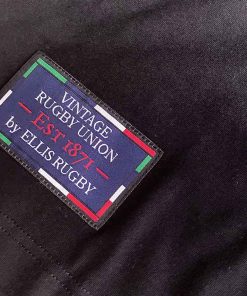 VINTAGE
RUGBY UNION
— EST 1871 —
by ELLIS RUGBY